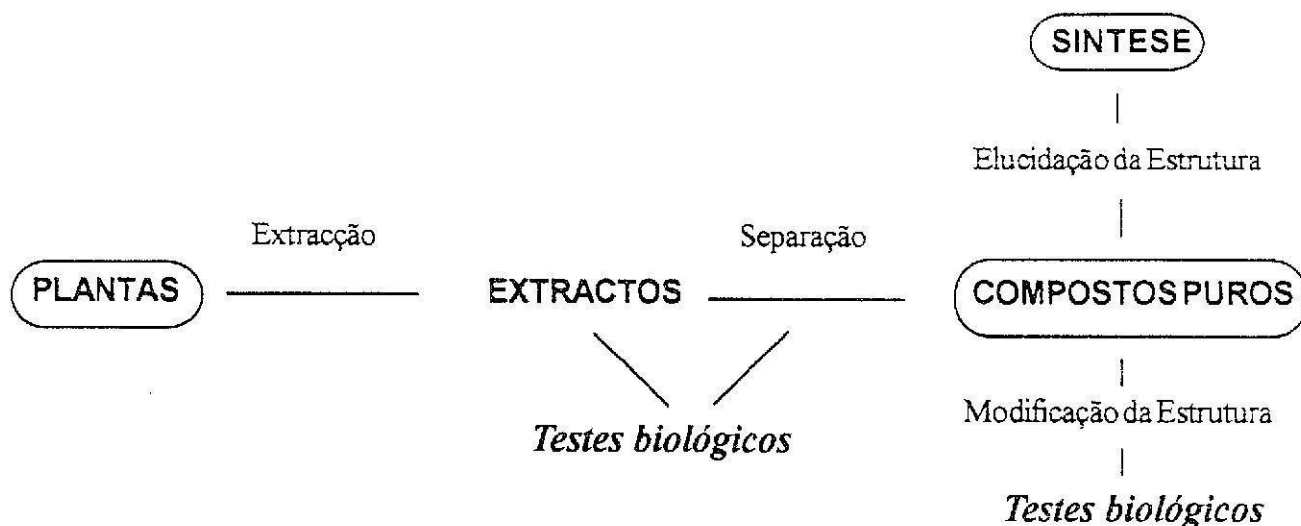 SINTESE
Elucidação da Estrutura
Extracção
Separação
PLANTAS
EXTRACTOS
COMPOSTOS PUROS
Modificação da Estrutura
Testes biológicos
Testes biológicos